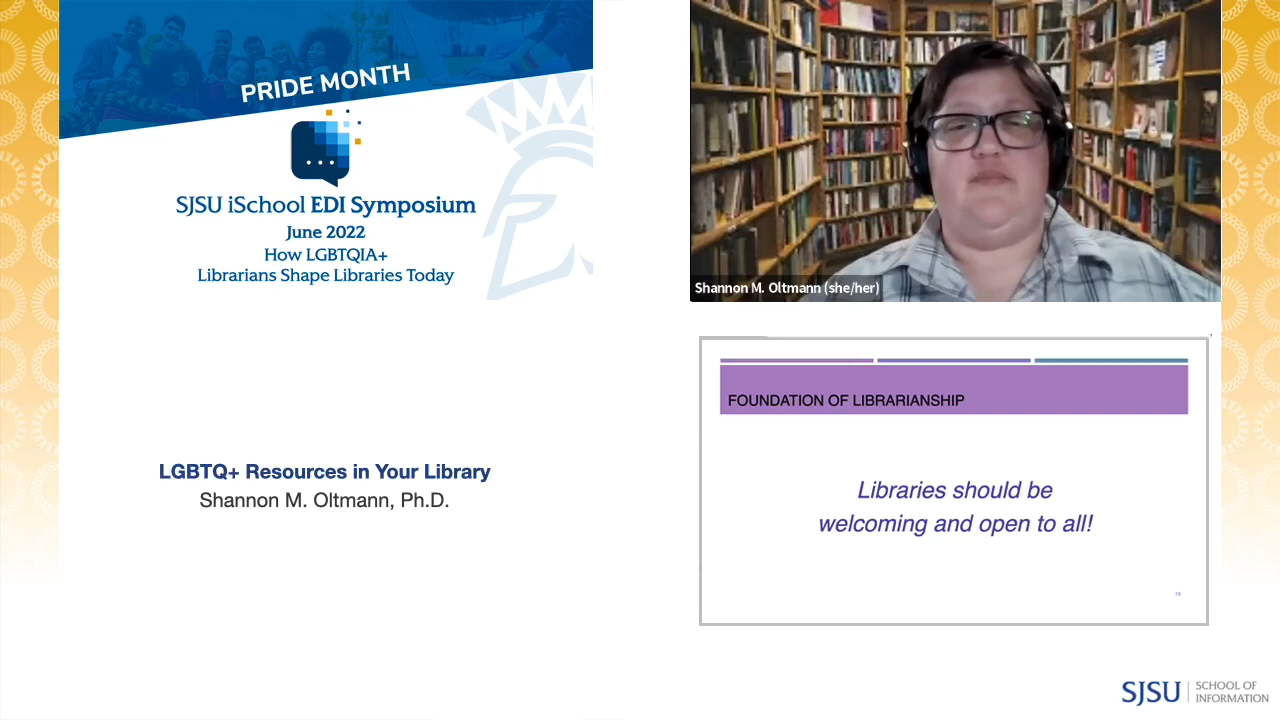 PRIDE MONTH
SJSU iSchool EDI Symposium
June 2022
How LGBTQIA+
Librarians Shape Libraries Today
LGBTQ+ Resources in Your Library
Shannon M. Oltmann, Ph.D.
Shannon M. Oltmann (she/her)
FOUNDATION OF LIBRARIANSHIP
Libraries should be
welcoming and open to all!
SJSU SCHOOL OF
INFORMATION